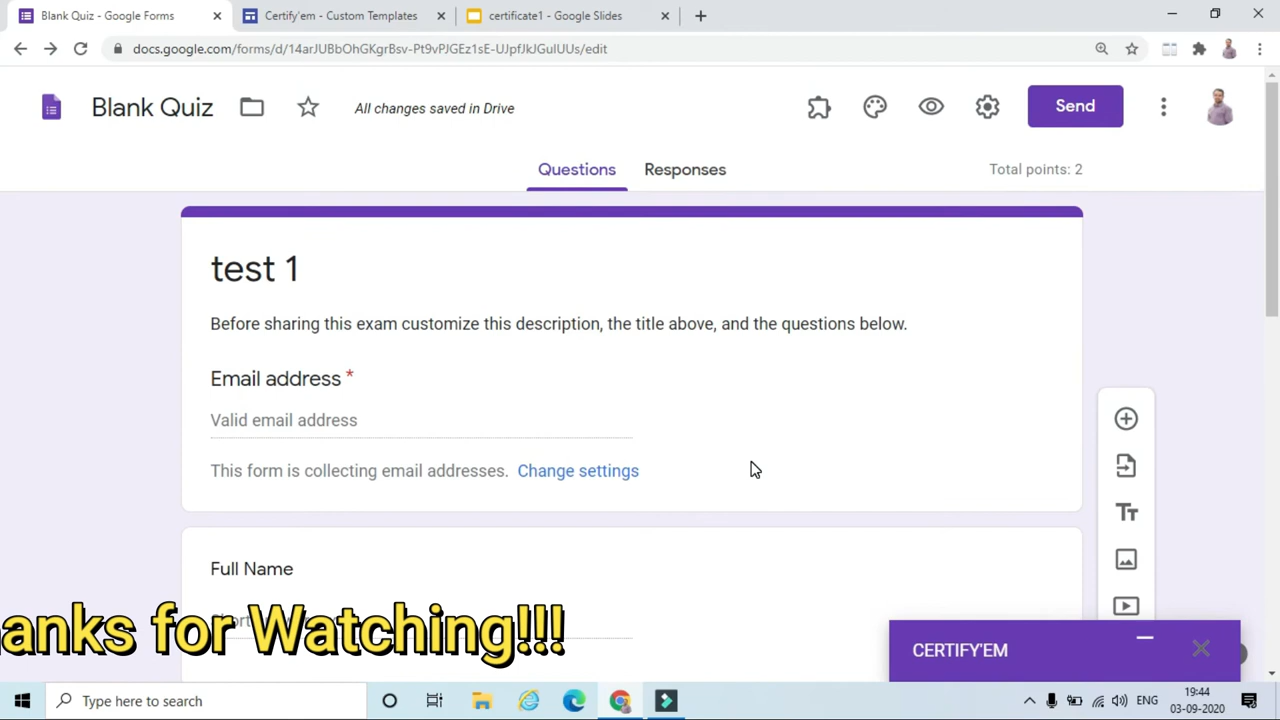 Blank Quiz - Google Forms
Certify'em - Custom Templates
certificate1 - Google Slides
docs.google.com/forms/d/14arJUBbOhGKgrBsv-Pt9vPJGEz1sE-UJpfJkJGulUUs/edit
Blank Quiz
All changes saved in Drive
Send
Questions
Responses
Total points: 2
test 1
Before sharing this exam customize this description, the title above, and the questions below.
Email address *
Valid email address
This form is collecting email addresses. Change settings
Full Name
anks for Watching!!!
CERTIFY'EM
Type here to search
ENG
19:44
03-09-2020